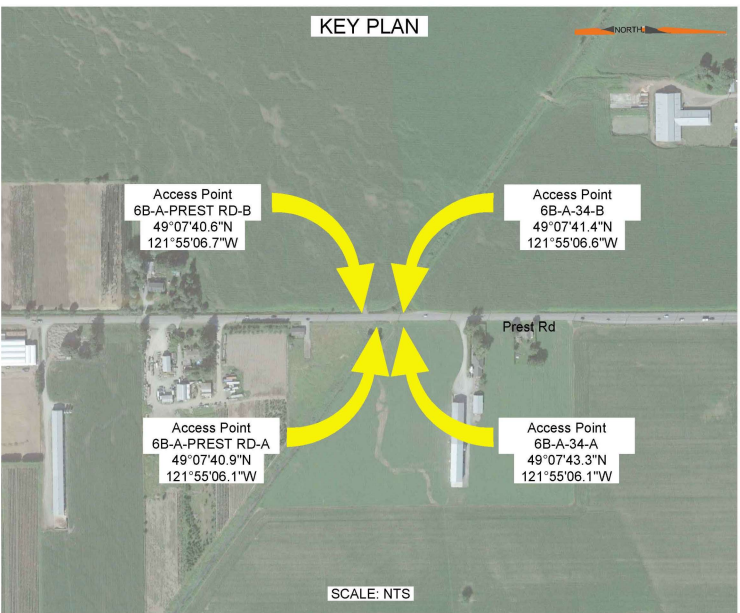 KEY PLAN
NORTH
Access Point
6B-A-PREST RD-B
49°07'40.6"N
121°55'06.7"W
Access Point
6B-A-34-B
49°07'41.4"N
121°55'06.6"W
Prest Rd
Access Point
6B-A-PREST RD-A
49°07'40.9"N
121°55'06.1"W
Access Point
6B-A-34-A
49°07'43.3"N
121°55'06.1"W
SCALE: NTS